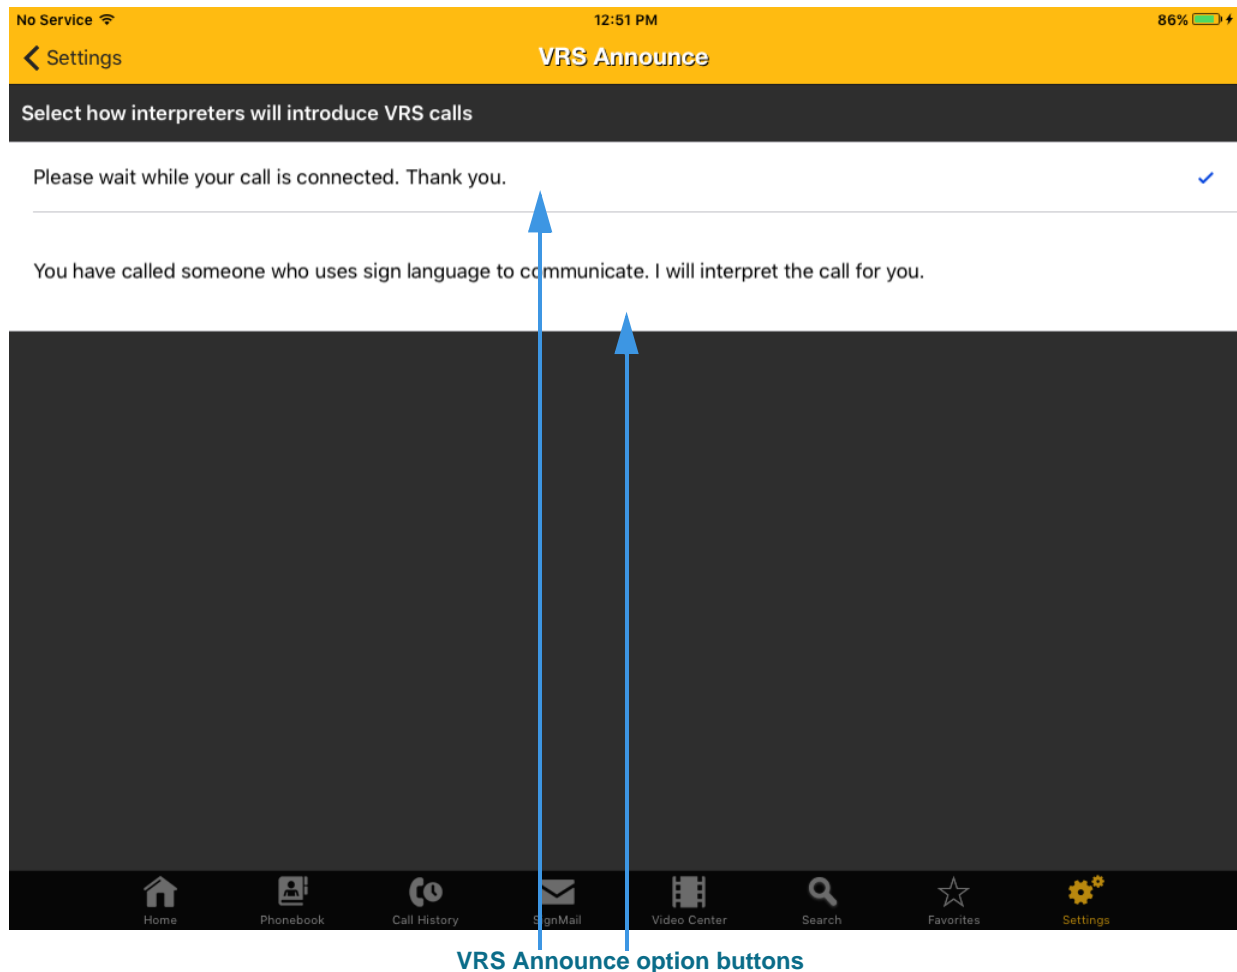 No Service 12:51 PM 86%
Settings VRS Announce
Select how interpreters will introduce VRS calls
Please wait while your call is connected. Thank you.
You have called someone who uses sign language to communicate. I will interpret the call for you.
Home Phonebook Call History SignMail Video Center Search Favorites Settings
VRS Announce option buttons